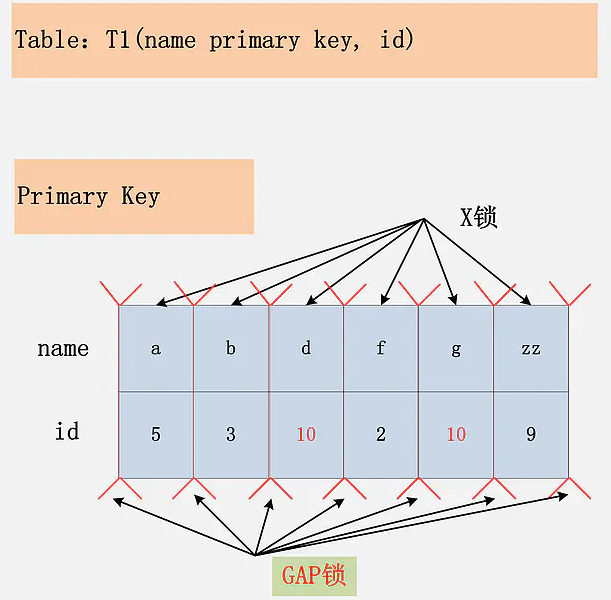 Table: T1(name primary key, id)
Primary Key
X锁
name a b d f g zz
id 5 3 10 2 10 9
GAP锁